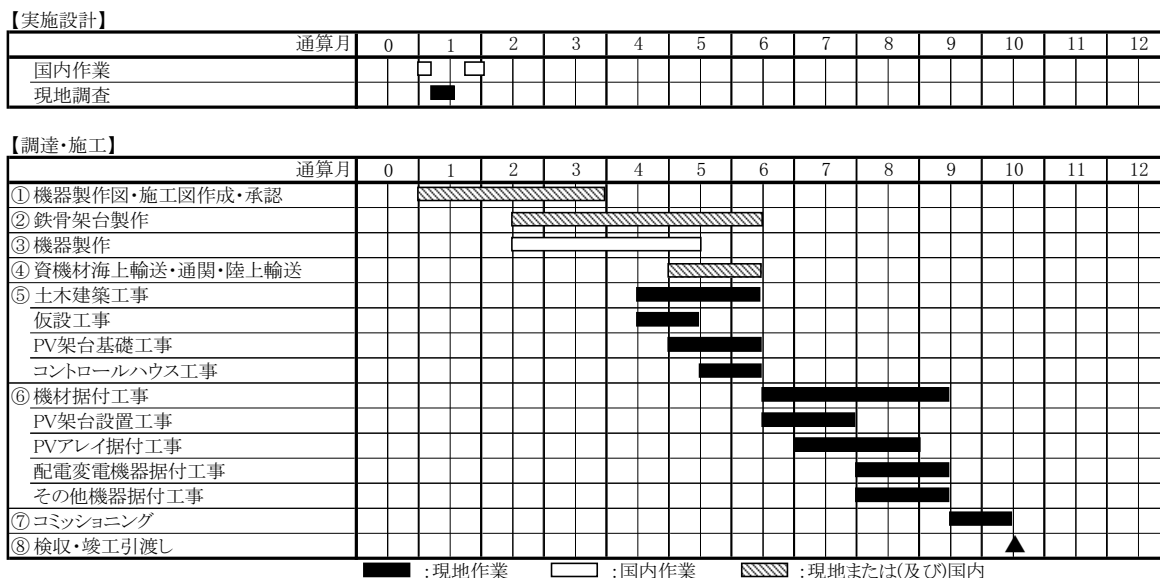 【実施設計】
通算月 0 1 2 3 4 5 6 7 8 9 10 11 12
国内作業
現地調査
【調達・施工】
通算月 0 1 2 3 4 5 6 7 8 9 10 11 12
①機器製作図・施工図作成・承認
②鉄骨架台製作
③機器製作
④資機材海上輸送・通関・陸上輸送
⑤土木建築工事
仮設工事
PV架台基礎工事
コントロールハウス工事
⑥機材据付工事
PV架台設置工事
PVアレイ据付工事
配電変電機器据付工事
その他機器据付工事
⑦コミッショニング
⑧検収・竣工引渡し
:現地作業 :国内作業 :現地または(及び)国内